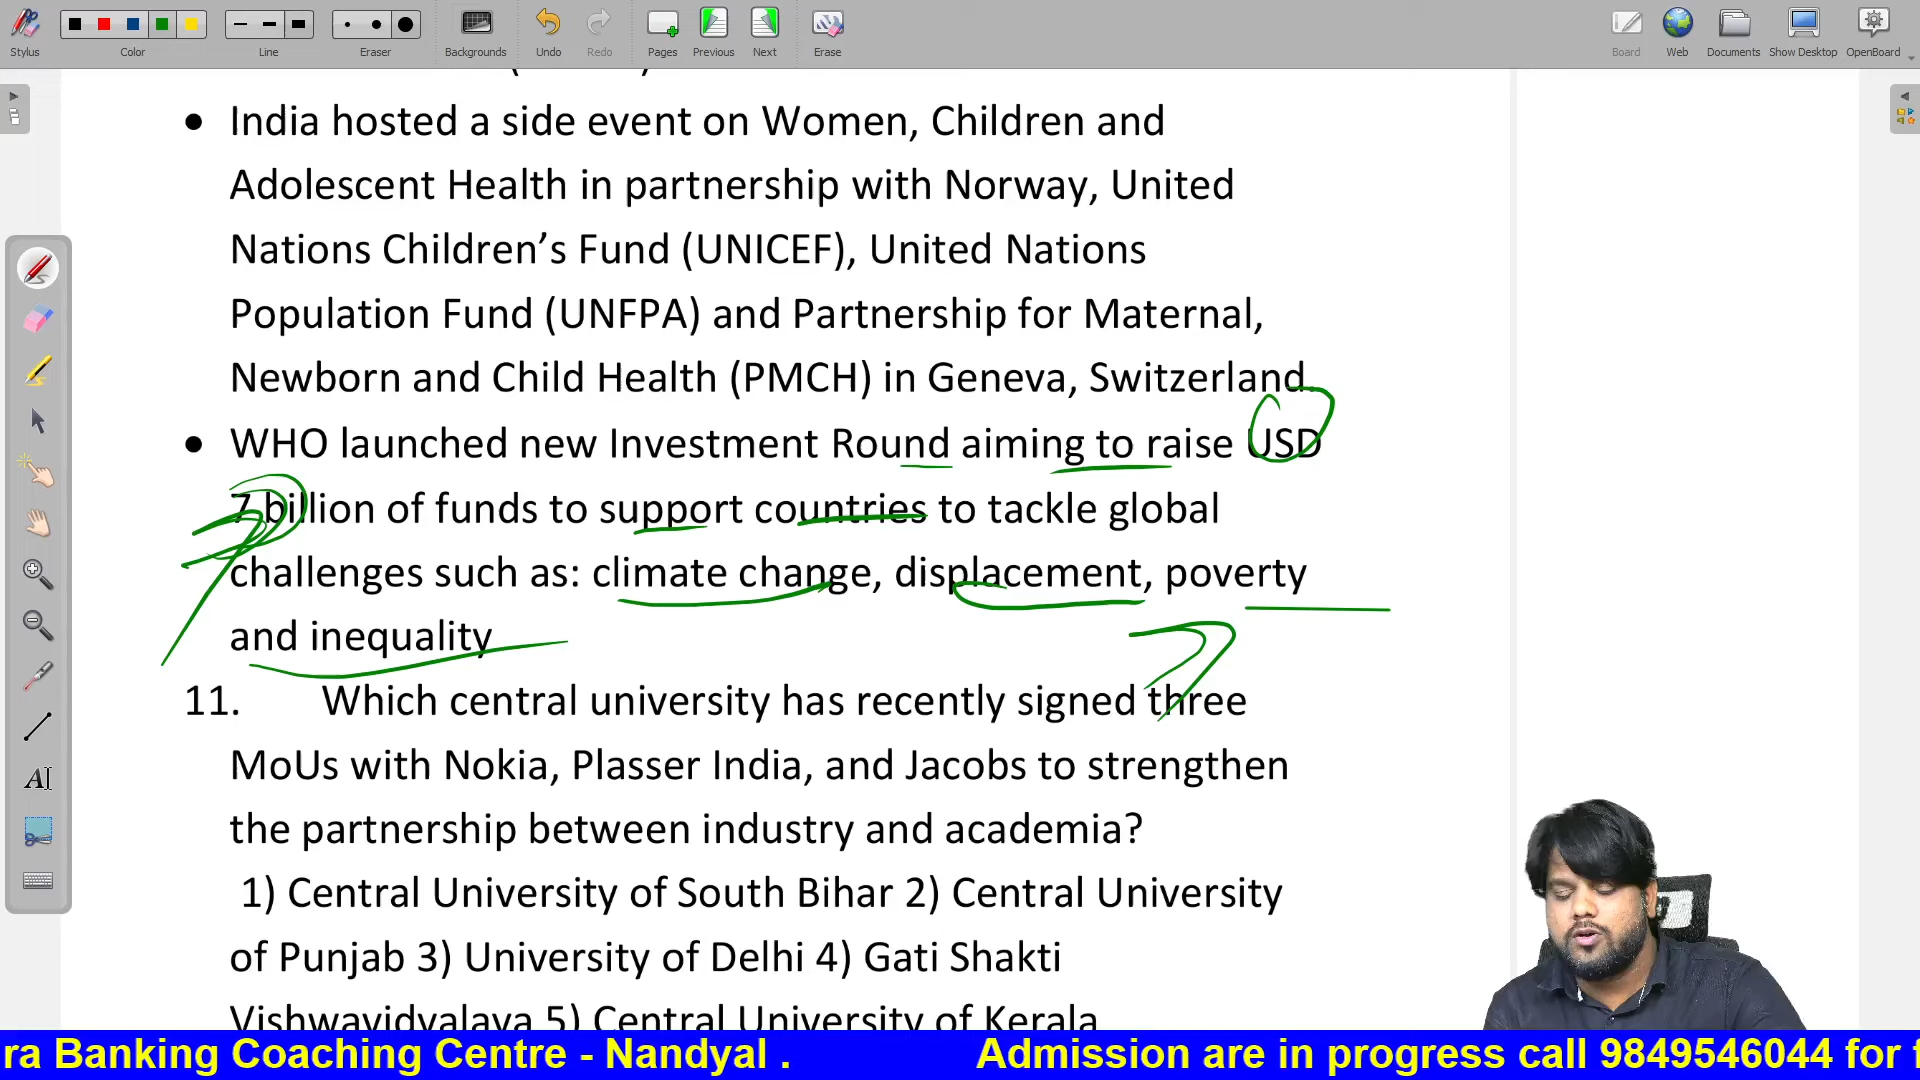 Stylus
Color
Line
Eraser
Backgrounds
Undo
Redo
Pages
Previous
Next
Erase
Board
Web
Documents
Show Desktop
OpenBoard
• India hosted a side event on Women, Children and
Adolescent Health in partnership with Norway, United
Nations Children’s Fund (UNICEF), United Nations
Population Fund (UNFPA) and Partnership for Maternal,
Newborn and Child Health (PMCH) in Geneva, Switzerland.
• WHO launched new Investment Round aiming to raise USD
7 billion of funds to support countries to tackle global
challenges such as: climate change, displacement, poverty
and inequality
11. Which central university has recently signed three
MoUs with Nokia, Plasser India, and Jacobs to strengthen
the partnership between industry and academia?
1) Central University of South Bihar 2) Central University
of Punjab 3) University of Delhi 4) Gati Shakti
Vishwavidyalaya 5) Central University of Kerala
ra Banking Coaching Centre - Nandyal . Admission are in progress call 9849546044 for f